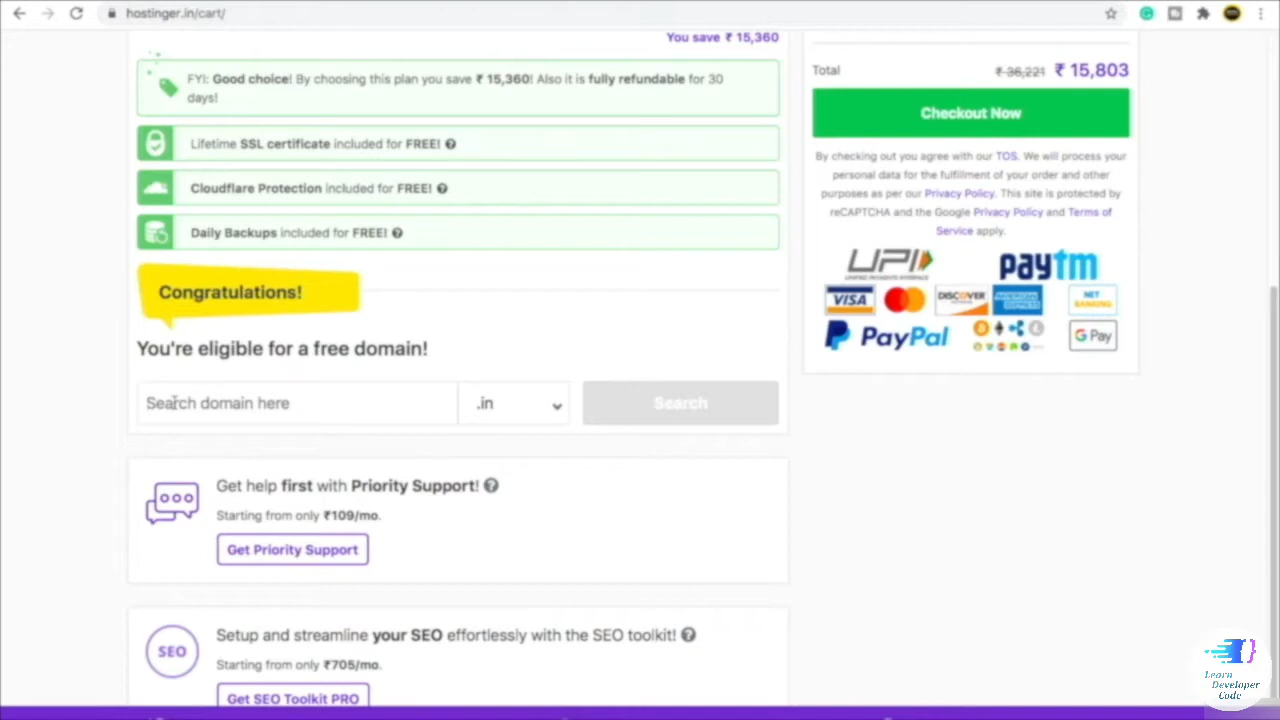 hostinger.in/cart/
You save ₹ 15,360
FYI: Good choice! By choosing this plan you save ₹ 15,360! Also it is fully refundable for 30
days!
Lifetime SSL certificate included for FREE! ?
Cloudflare Protection included for FREE! ?
Daily Backups included for FREE! ?
Congratulations!
You're eligible for a free domain!
Search domain here
.in
Search
Get help first with Priority Support! ?
Starting from only ₹109/mo.
Get Priority Support
SEO
Setup and streamline your SEO effortlessly with the SEO toolkit! ?
Starting from only ₹705/mo.
Get SEO Toolkit PRO
Total ₹ 36,221 ₹ 15,803
Checkout Now
By checking out you agree with our TOS. We will process your
personal data for the fulfillment of your order and other
purposes as per our Privacy Policy. This site is protected by
reCAPTCHA and the Google Privacy Policy and Terms of
Service apply.
UPI
UNIFIED PAYMENTS INTERFACE
paytm
VISA
MasterCard
DISCOVER
AMERICAN EXPRESS
NET
BANKING
PayPal
G Pay
Learn
Developer
Code